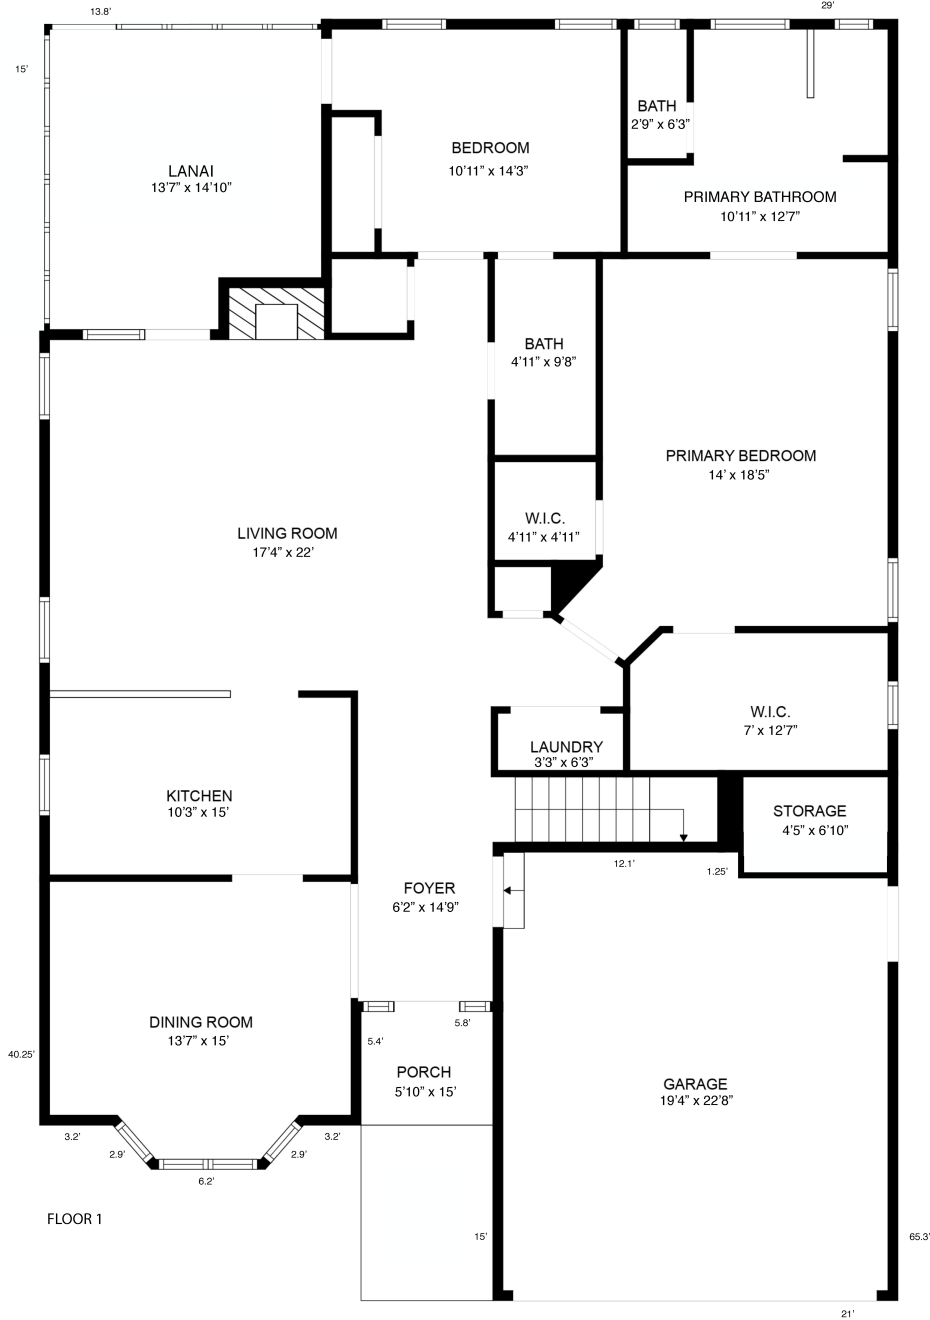 13.8'
29'
15'
BATH
2'9" x 6'3"
BEDROOM
10'11" x 14'3"
LANAI
13'7" x 14'10"
PRIMARY BATHROOM
10'11" x 12'7"
BATH
4'11" x 9'8"
PRIMARY BEDROOM
14' x 18'5"
W.I.C.
4'11" x 4'11"
LIVING ROOM
17'4" x 22'
W.I.C.
7' x 12'7"
LAUNDRY
3'3" x 6'3"
KITCHEN
10'3" x 15'
STORAGE
4'5" x 6'10"
12.1'
1.25'
FOYER
6'2" x 14'9"
DINING ROOM
13'7" x 15'
5.8'
5.4'
40.25'
PORCH
5'10" x 15'
GARAGE
19'4" x 22'8"
3.2'
3.2'
2.9'
2.9'
6.2'
FLOOR 1
15'
65.3'
21'